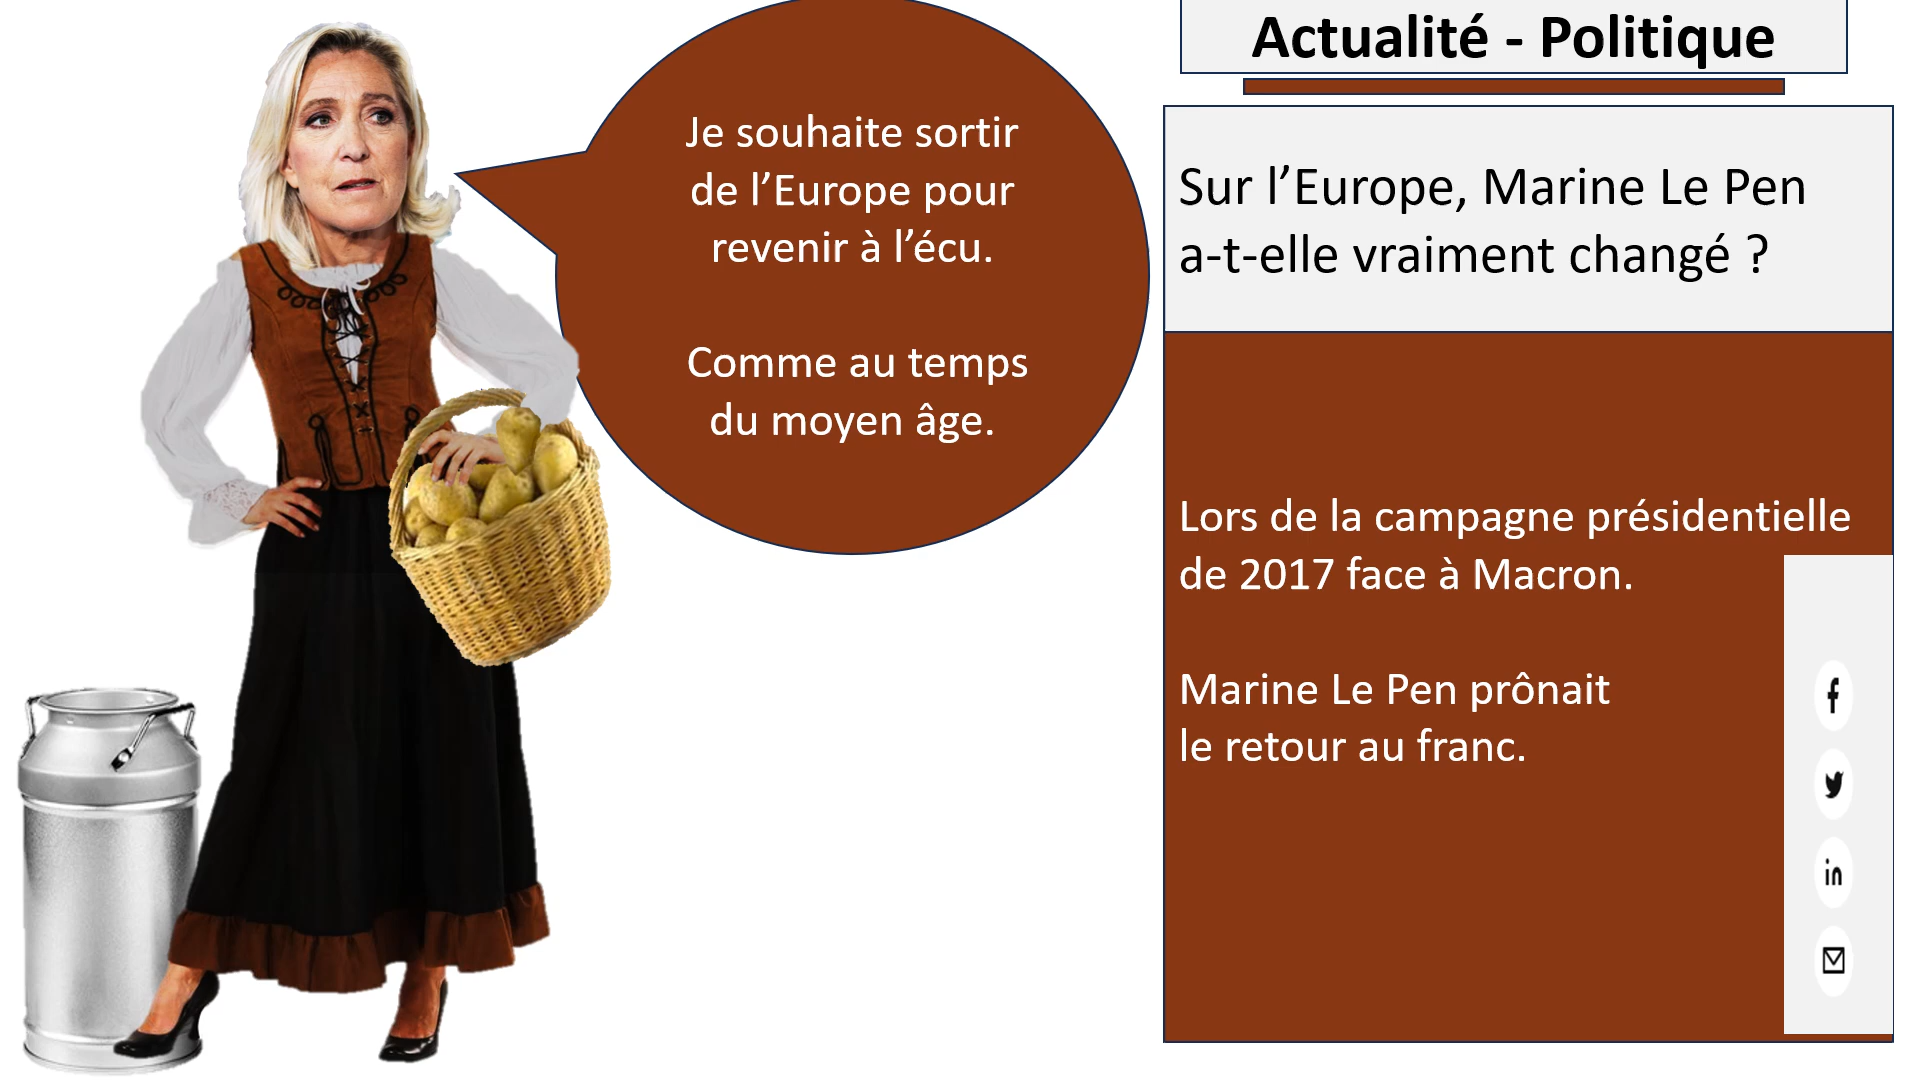 Je souhaite sortir
de l’Europe pour
revenir à l’écu.
Comme au temps
du moyen âge.
Actualité - Politique
Sur l’Europe, Marine Le Pen
a-t-elle vraiment changé ?
Lors de la campagne présidentielle
de 2017 face à Macron.
Marine Le Pen prônait
le retour au franc.
f
in